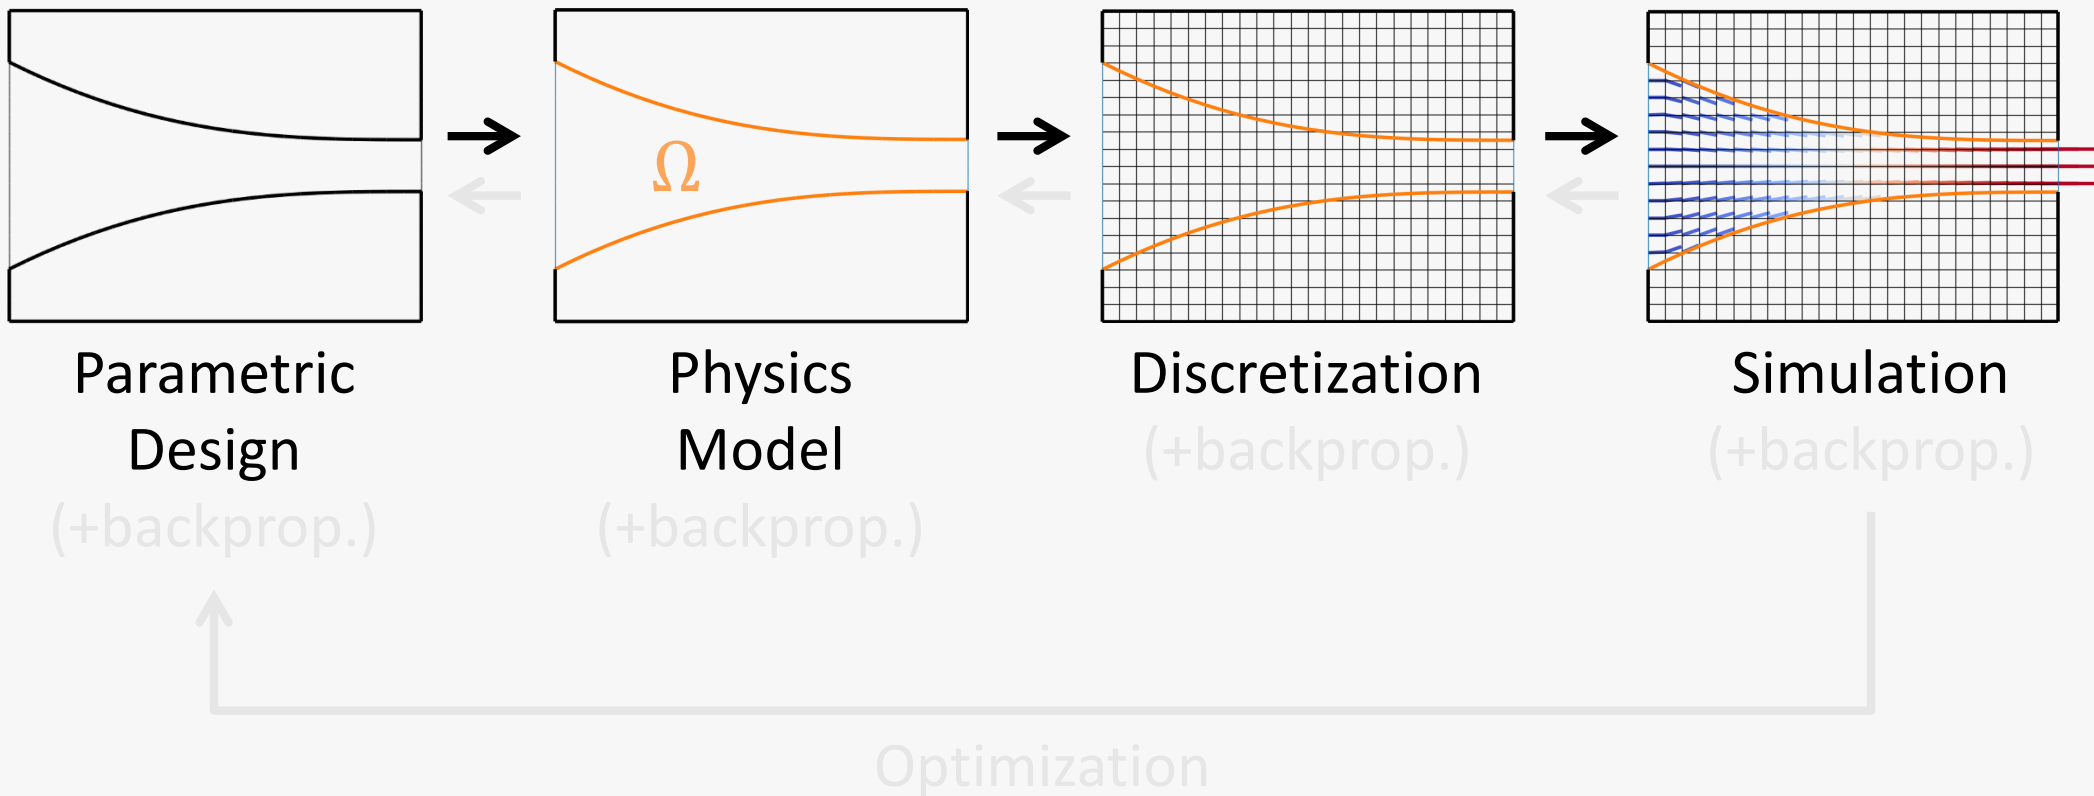 Ω
Parametric
Design
(+backprop.)
Physics
Model
(+backprop.)
Discretization
(+backprop.)
Simulation
(+backprop.)
Optimization